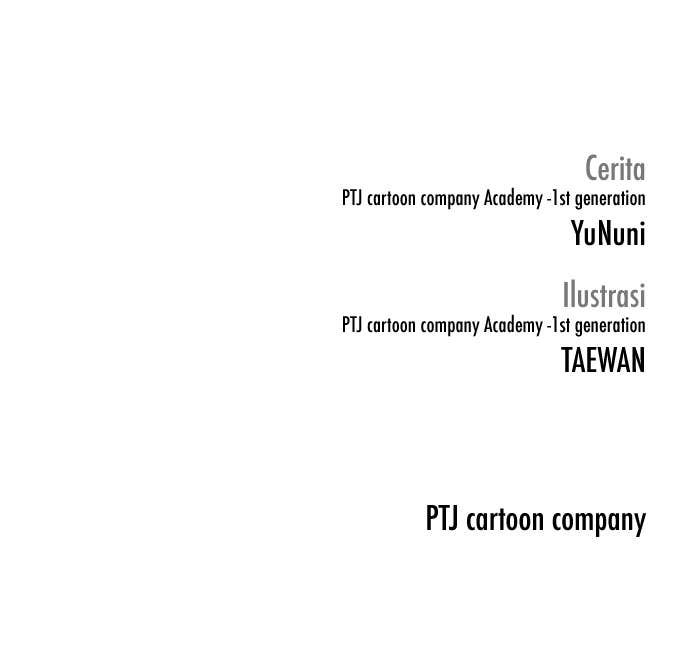 Cerita
PTJ cartoon company Academy -1st generation
YuNuni
Ilustrasi
PTJ cartoon company Academy -1st generation
TAEWAN
PTJ cartoon company